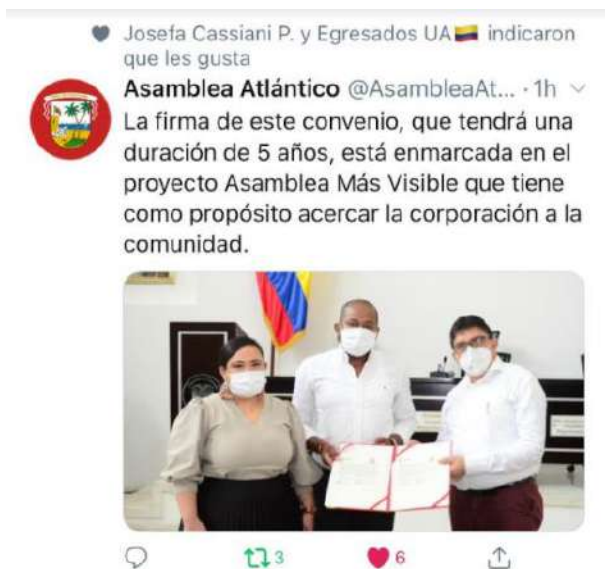 Josefa Cassiani P. y Egresados UA🇨🇴 indicaron
que les gusta
Asamblea Atlántico @AsambleaAt... · 1h
La firma de este convenio, que tendrá una
duración de 5 años, está enmarcada en el
proyecto Asamblea Más Visible que tiene
como propósito acercar la corporación a la
comunidad.
3 6